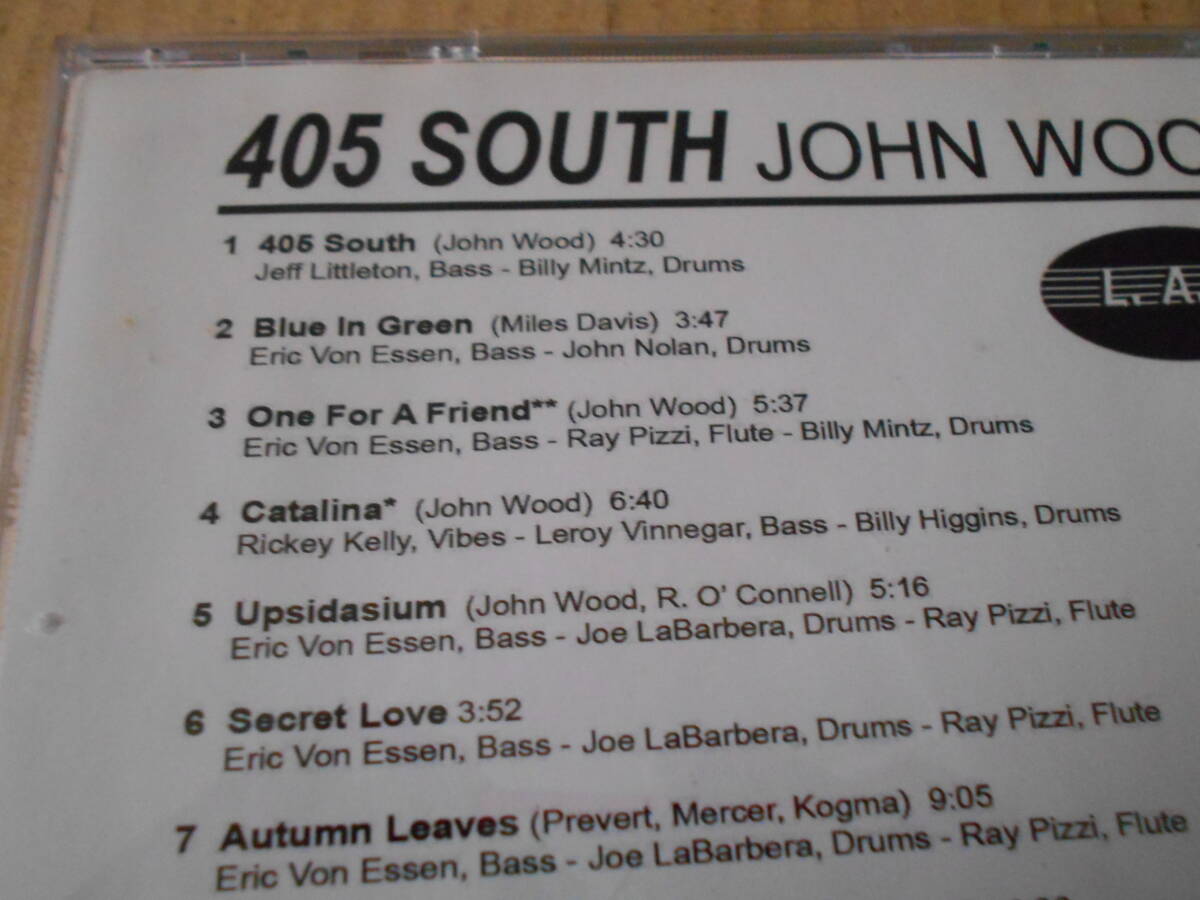 405 SOUTH JOHN WOO
1 405 South (John Wood) 4:30
Jeff Littleton, Bass - Billy Mintz, Drums
L. A.
2 Blue In Green (Miles Davis) 3:47
Eric Von Essen, Bass - John Nolan, Drums
3 One For A Friend** (John Wood) 5:37
Eric Von Essen, Bass - Ray Pizzi, Flute - Billy Mintz, Drums
4 Catalina* (John Wood) 6:40
Rickey Kelly, Vibes - Leroy Vinnegar, Bass - Billy Higgins, Drums
5 Upsidasium (John Wood, R. O' Connell) 5:16
Eric Von Essen, Bass - Joe LaBarbera, Drums - Ray Pizzi, Flute
6 Secret Love 3:52
Eric Von Essen, Bass - Joe LaBarbera, Drums - Ray Pizzi, Flute
7 Autumn Leaves (Prevert, Mercer, Kogma) 9:05
Eric Von Essen, Bass - Joe LaBarbera, Drums - Ray Pizzi, Flute